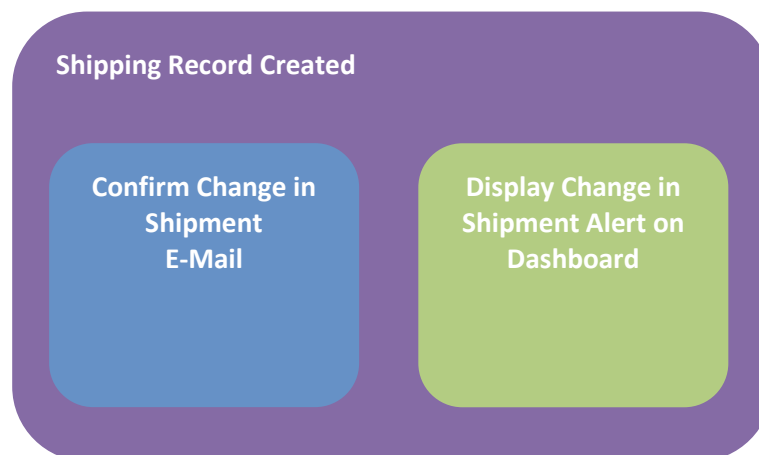 Shipping Record Created
Confirm Change in
Shipment
E-Mail
Display Change in
Shipment Alert on
Dashboard